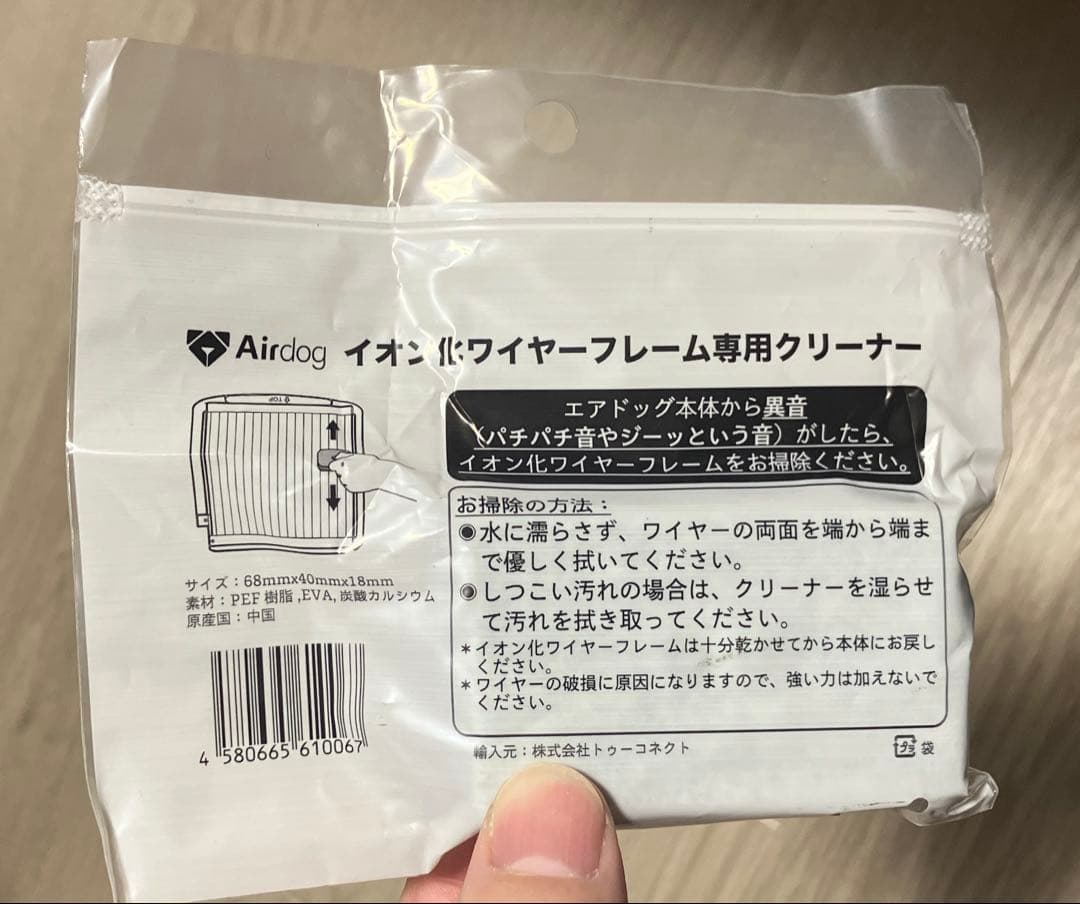 Airdog イオン化ワイヤーフレーム専用クリーナー
TOP
エアドッグ本体から異音
(パチパチ音やジーッという音)がしたら、
イオン化ワイヤーフレームをお掃除ください。
お掃除の方法:
◉水に濡らさず、ワイヤーの両面を端から端ま
で優しく拭いてください。
◉しつこい汚れの場合は、クリーナーを湿らせ
て汚れを拭き取ってください。
*イオン化ワイヤーフレームは十分乾かせてから本体にお戻し
ください。
*ワイヤーの破損に原因になりますので、強い力は加えないで
ください。
サイズ:68mmx40mmx18mm
素材:PEF樹脂,EVA,炭酸カルシウム
原産国:中国
4 580665 610067
輸入元:株式会社トゥーコネクト
プラ 袋